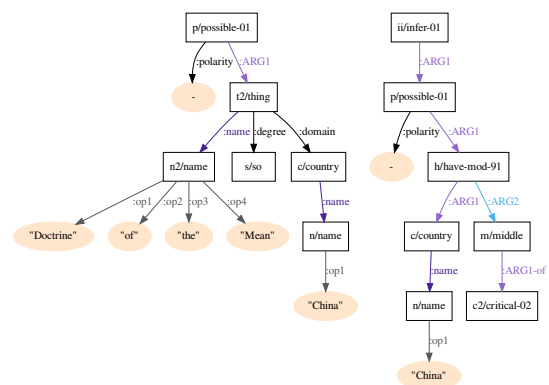 p/possible-01 ii/infer-01
:polarity :ARG1 :ARG1
- t2/thing p/possible-01
:name :degree :domain :polarity :ARG1
n2/name s/so c/country - h/have-mod-91
:op1 :op2 :op3 :op4 :name :ARG1 :ARG2
"Doctrine" "of" "the" "Mean" n/name c/country m/middle
:op1 :name :ARG1-of
"China" n/name c2/critical-02
:op1
"China"